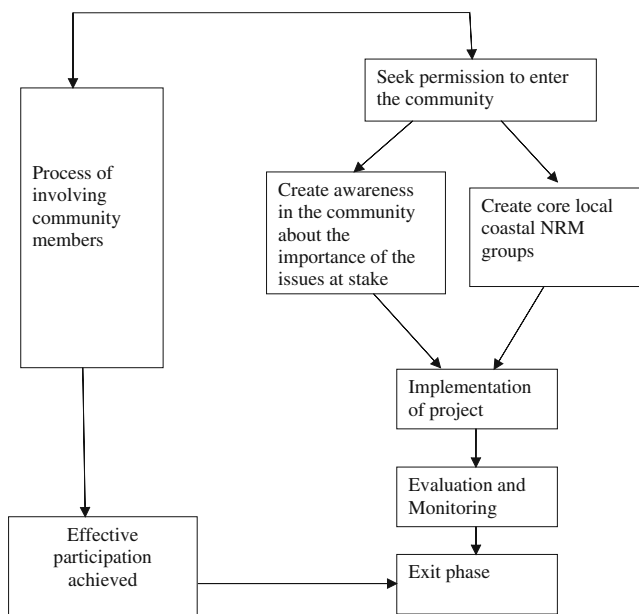 Seek permission to enter
the community
Process of
involving
community
members
Create awareness
in the community
about the
importance of the
issues at stake
Create core local
coastal NRM
groups
Implementation
of project
Evaluation and
Monitoring
Effective
participation
achieved
Exit phase